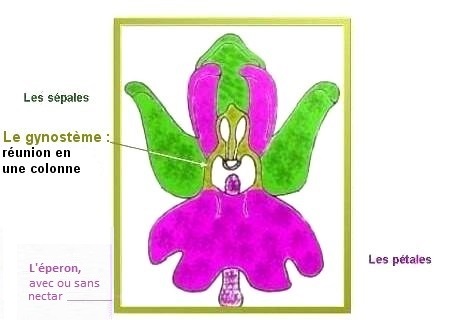 Les sépales
Le gynostème :
réunion en
une colonne
Les pétales
L'éperon,
avec ou sans
nectar